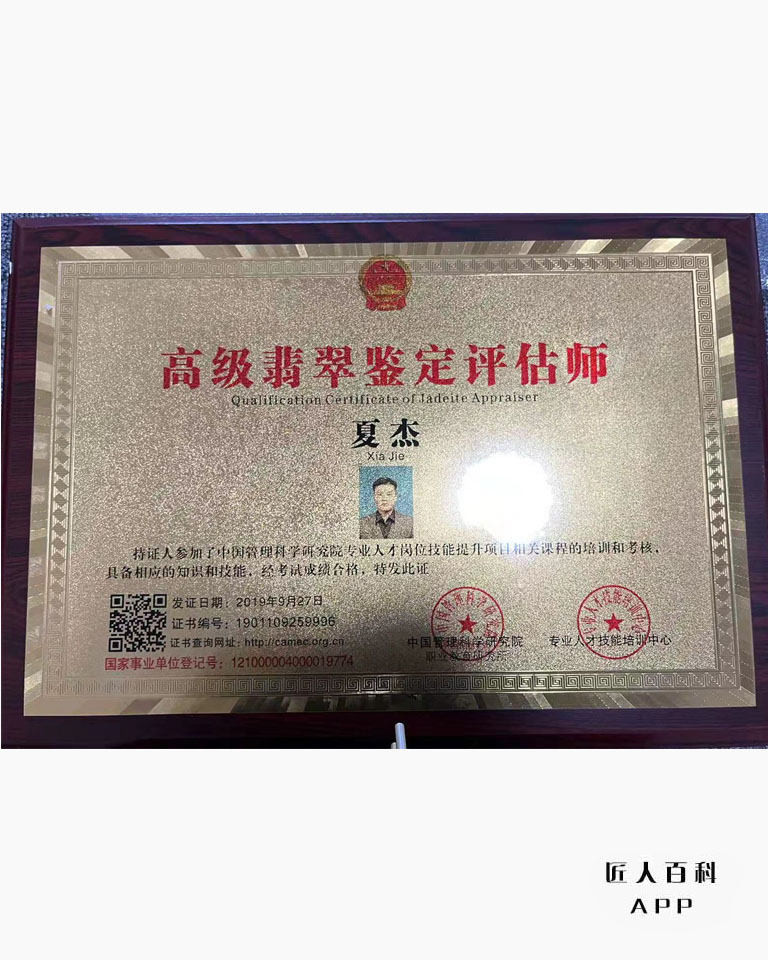 高级翡翠鉴定评估师
Qualification Certificate of Jadeite Appraiser
夏杰
Xia Jie
持证人参加了中国管理科学研究院专业人才岗位技能提升项目相关课程的培训和考核，
具备相应的知识和技能，经考试成绩合格，特发此证
发证日期：2019年9月27日
证书编号：1901109259996
证书查询网址：http://camec.org.cn
国家事业单位登记号：121000004000019774
中国管理科学研究院
职业教育研究所
专业人才技能培训中心
匠人百科
APP